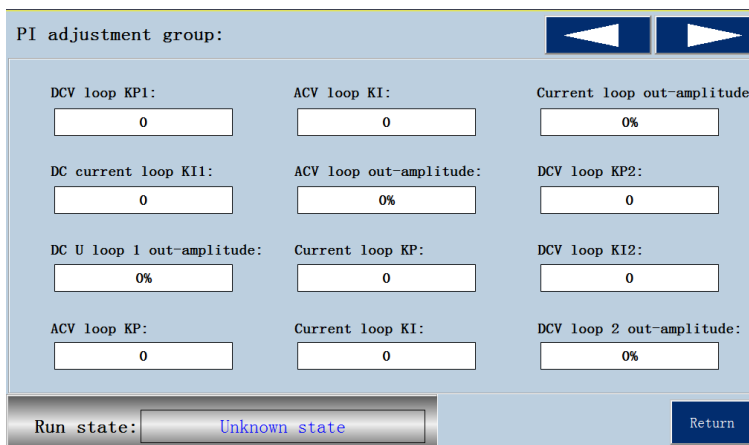 PI adjustment group:
DCV loop KP1: ACV loop KI: Current loop out-amplitude
0 0 0%
DC current loop KI1: ACV loop out-amplitude: DCV loop KP2:
0 0% 0
DC U loop 1 out-amplitude: Current loop KP: DCV loop KI2:
0% 0 0
ACV loop KP: Current loop KI: DCV loop 2 out-amplitude:
0 0 0%
Run state: Unknown state Return